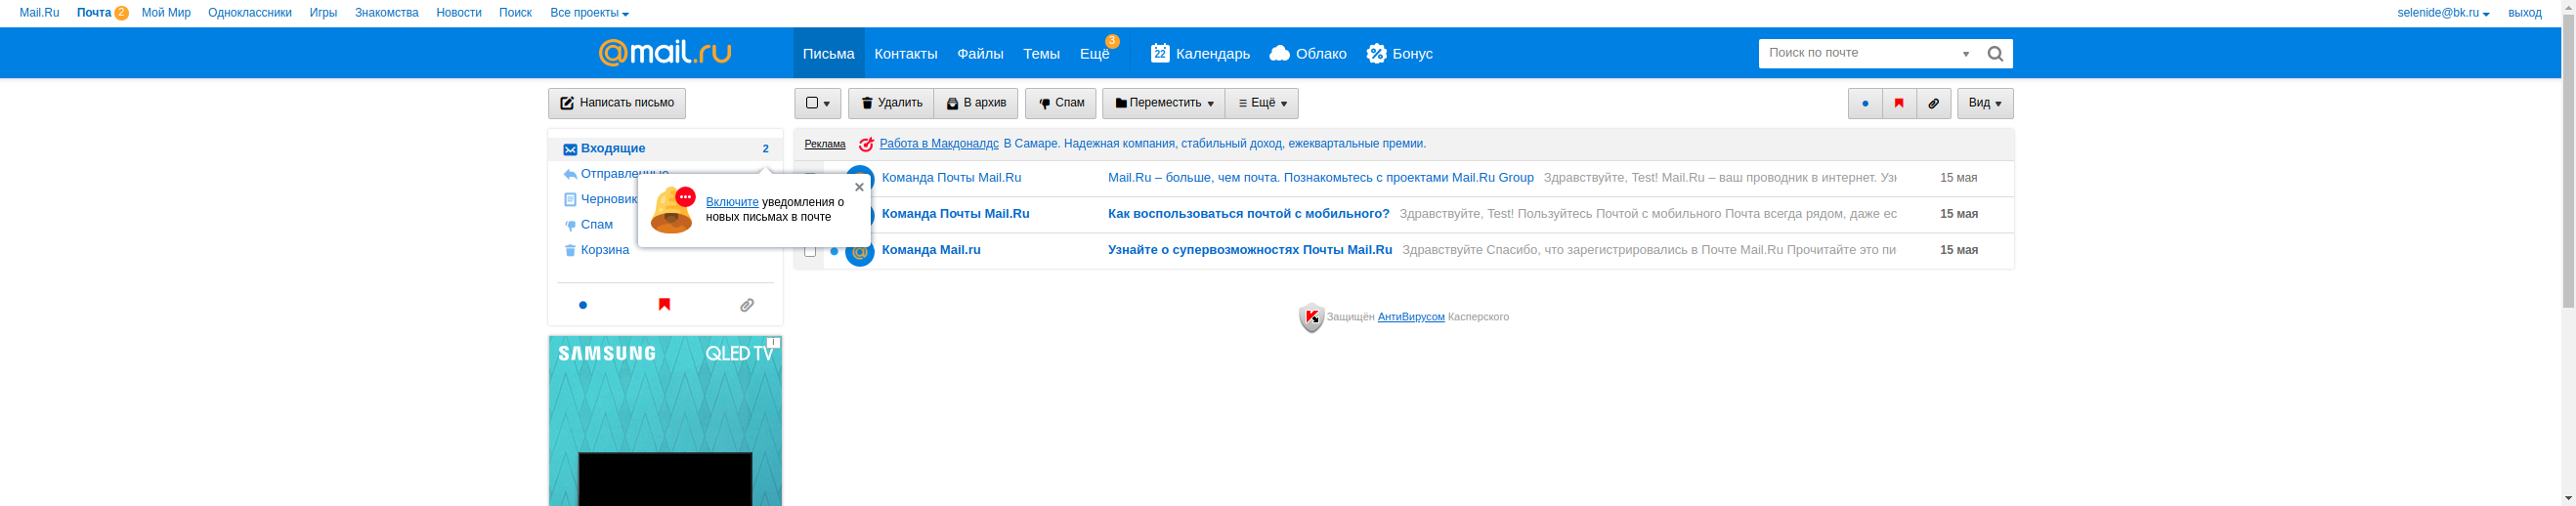 Mail.Ru Почта 2 Мой Мир Одноклассники Игры Знакомства Новости Поиск Все проекты selenide@bk.ru выход
@mail.ru Письма Контакты Файлы Темы Ещё 3 22 Календарь Облако Бонус Поиск по почте
Написать письмо Удалить В архив Спам Переместить Ещё Вид
Входящие 2
Отправленные
Черновик
Спам
Корзина
Включите уведомления о
новых письмах в почте
Реклама Работа в Макдоналдс В Самаре. Надежная компания, стабильный доход, ежеквартальные премии.
Команда Почты Mail.Ru Mail.Ru – больше, чем почта. Познакомьтесь с проектами Mail.Ru Group Здравствуйте, Test! Mail.Ru – ваш проводник в интернет. Узн 15 мая
Команда Почты Mail.Ru Как воспользоваться почтой с мобильного? Здравствуйте, Test! Пользуйтесь Почтой с мобильного Почта всегда рядом, даже ес 15 мая
Команда Mail.ru Узнайте о супервозможностях Почты Mail.Ru Здравствуйте Спасибо, что зарегистрировались в Почте Mail.Ru Прочитайте это пи 15 мая
Защищён АнтиВирусом Касперского
SAMSUNG QLED TV